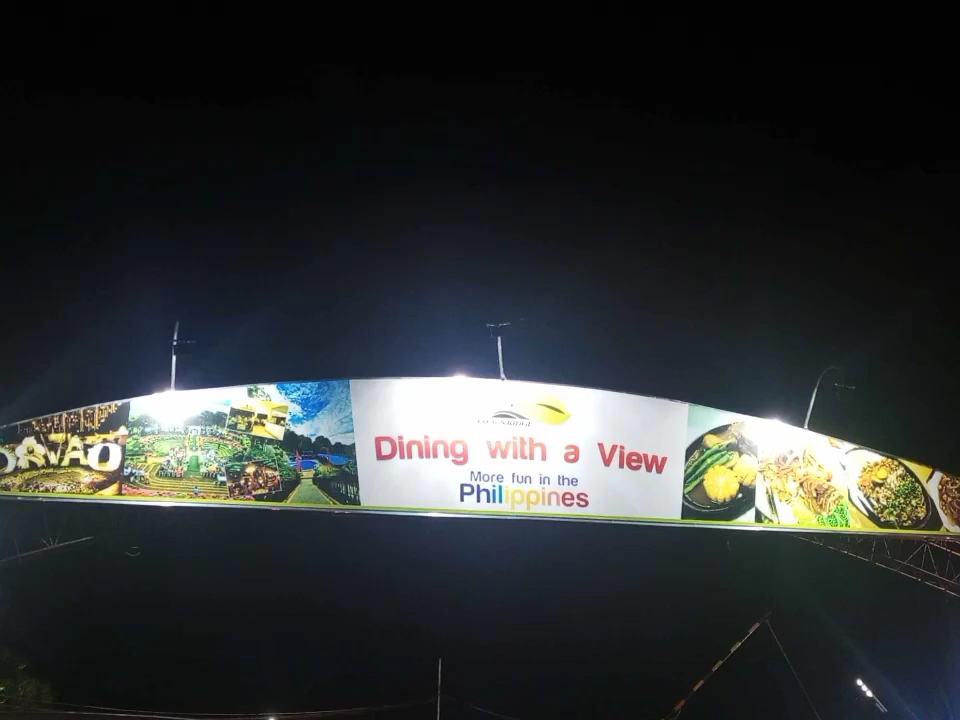 Dining with a View
More fun in the
Philippines